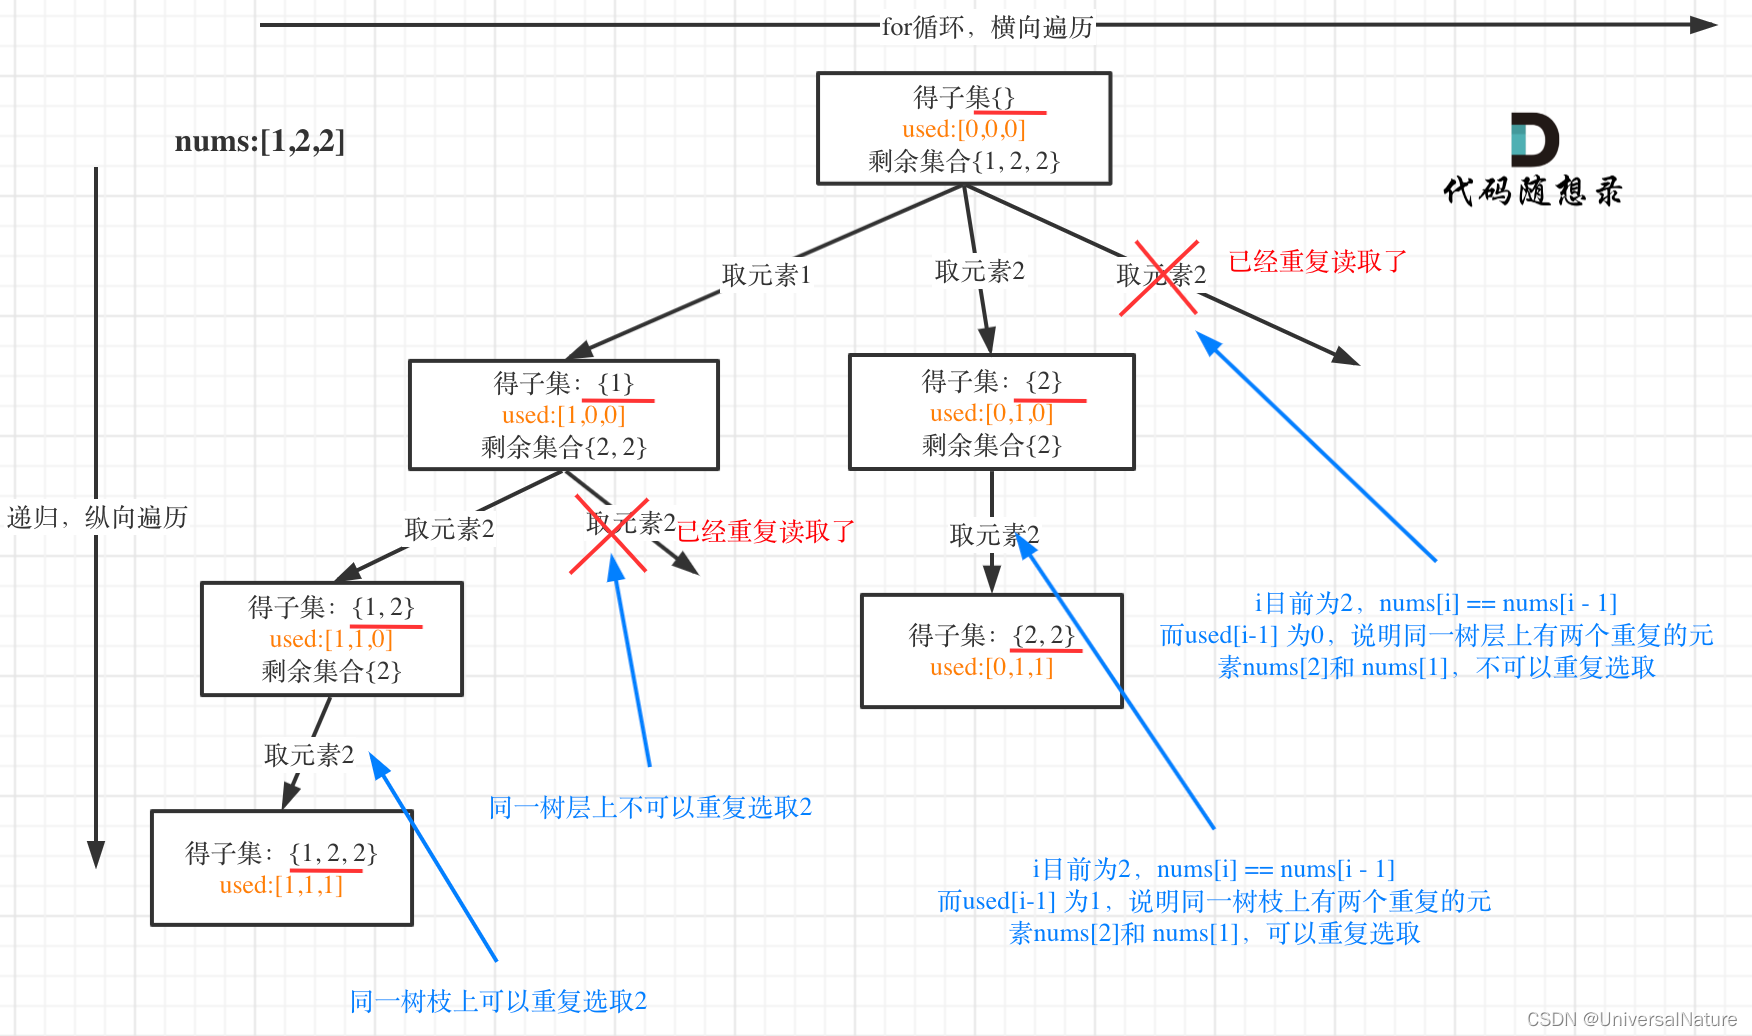 for循环，横向遍历
得子集{}
used:[0,0,0]
剩余集合{1, 2, 2}
nums:[1,2,2]
代码随想录
取元素1
取元素2
取元素2
已经重复读取了
得子集：{1}
used:[1,0,0]
剩余集合{2, 2}
得子集：{2}
used:[0,1,0]
剩余集合{2}
递归，纵向遍历
取元素2
取元素2
已经重复读取了
取元素2
得子集：{1, 2}
used:[1,1,0]
剩余集合{2}
得子集：{2, 2}
used:[0,1,1]
i目前为2，nums[i] == nums[i - 1]
而used[i-1] 为0，说明同一树层上有两个重复的元
素nums[2]和 nums[1]，不可以重复选取
取元素2
同一树层上不可以重复选取2
得子集：{1, 2, 2}
used:[1,1,1]
i目前为2，nums[i] == nums[i - 1]
而used[i-1] 为1，说明同一树枝上有两个重复的元
素nums[2]和 nums[1]，可以重复选取
同一树枝上可以重复选取2
CSDN @UniversalNature